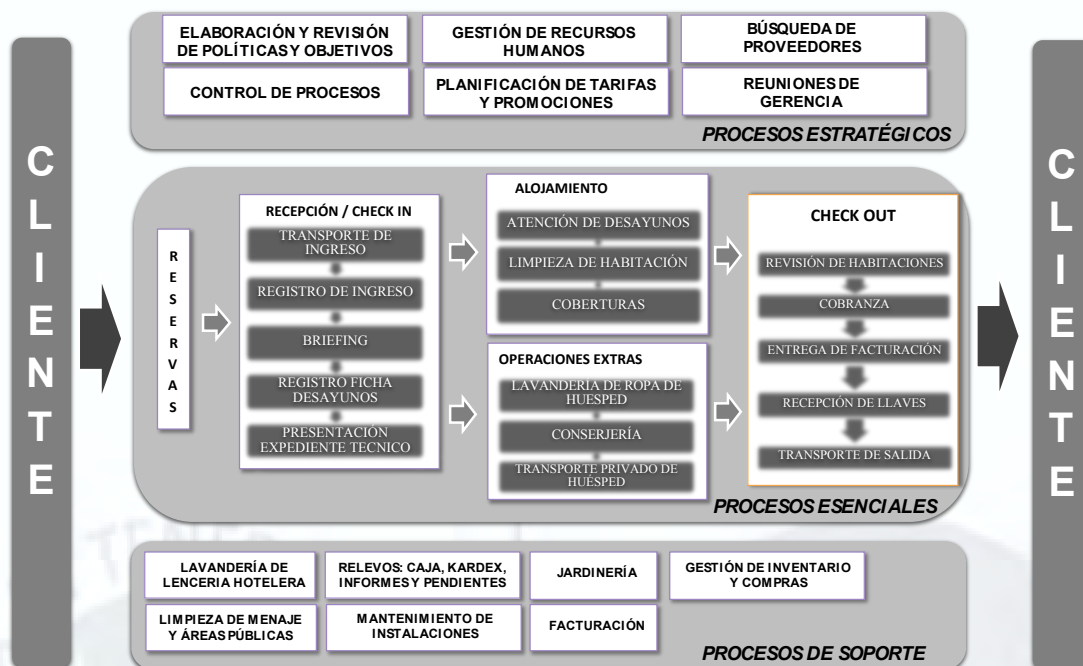 CLIENTE
ELABORACIÓN Y REVISIÓN
DE POLÍTICAS Y OBJETIVOS
GESTIÓN DE RECURSOS
HUMANOS
BÚSQUEDA DE
PROVEEDORES
CONTROL DE PROCESOS
PLANIFICACIÓN DE TARIFAS
Y PROMOCIONES
REUNIONES DE
GERENCIA
PROCESOS ESTRATÉGICOS
RESERVAS
RECEPCIÓN / CHECK IN
TRANSPORTE DE
INGRESO
REGISTRO DE INGRESO
BRIEFING
REGISTRO FICHA
DESAYUNOS
PRESENTACIÓN
EXPEDIENTE TECNICO
ALOJAMIENTO
ATENCIÓN DE DESAYUNOS
LIMPIEZA DE HABITACIÓN
COBERTURAS
OPERACIONES EXTRAS
LAVANDERÍA DE ROPA DE
HUESPED
CONSERJERÍA
TRANSPORTE PRIVADO DE
HUÉSPED
CHECK OUT
REVISIÓN DE HABITACIONES
COBRANZA
ENTREGA DE FACTURACIÓN
RECEPCIÓN DE LLAVES
TRANSPORTE DE SALIDA
PROCESOS ESENCIALES
LAVANDERÍA DE
LENCERIA HOTELERA
RELEVOS: CAJA, KARDEX,
INFORMES Y PENDIENTES
JARDINERÍA
GESTIÓN DE INVENTARIO
Y COMPRAS
LIMPIEZA DE MENAJE
Y ÁREAS PÚBLICAS
MANTENIMIENTO DE
INSTALACIONES
FACTURACIÓN
PROCESOS DE SOPORTE
CLIENTE